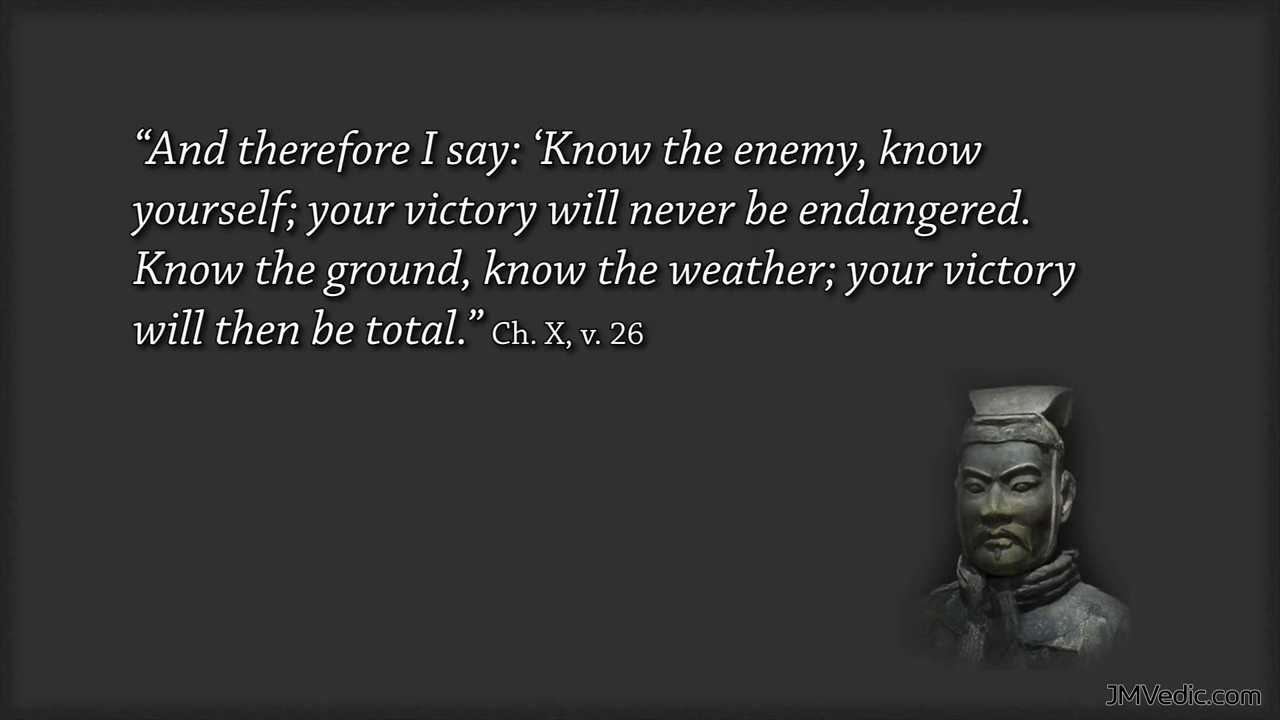 “And therefore I say: ‘Know the enemy, know
yourself; your victory will never be endangered.
Know the ground, know the weather; your victory
will then be total.” Ch. X, v. 26
JMVedic.com